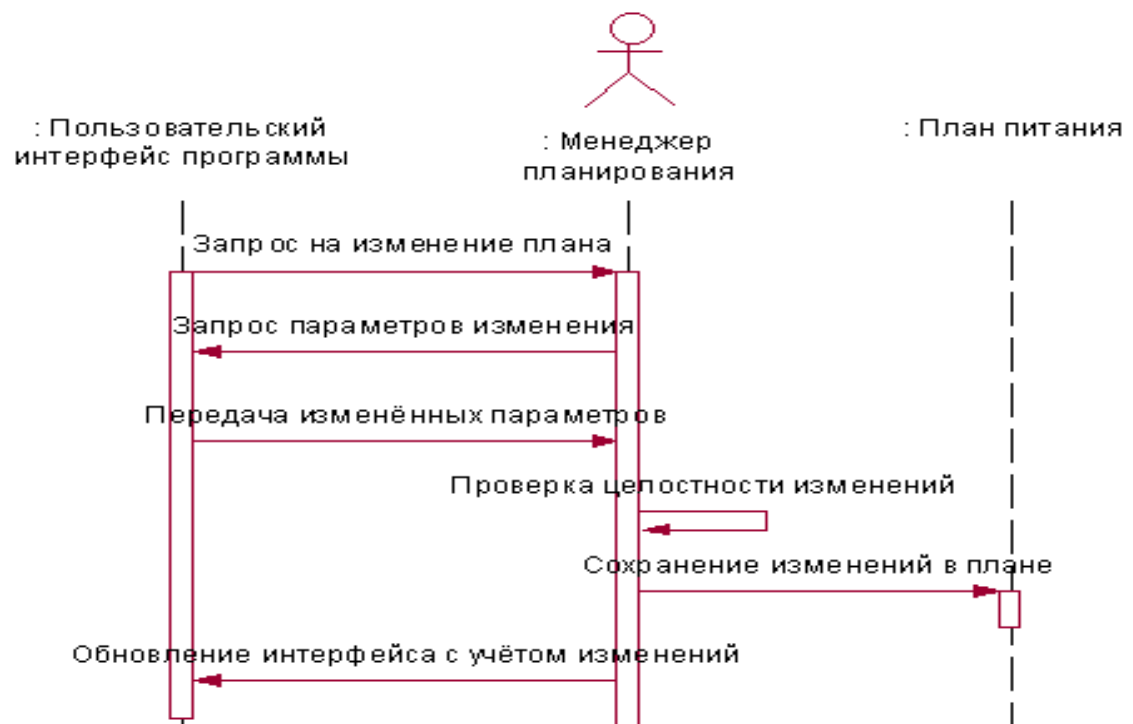 : Пользовательский
интерфейс программы
: Менеджер
планирования
: План питания
Запрос на изменение плана
Запрос параметров изменения
Передача изменённых параметров
Проверка целостности изменений
Сохранение изменений в плане
Обновление интерфейса с учётом изменений